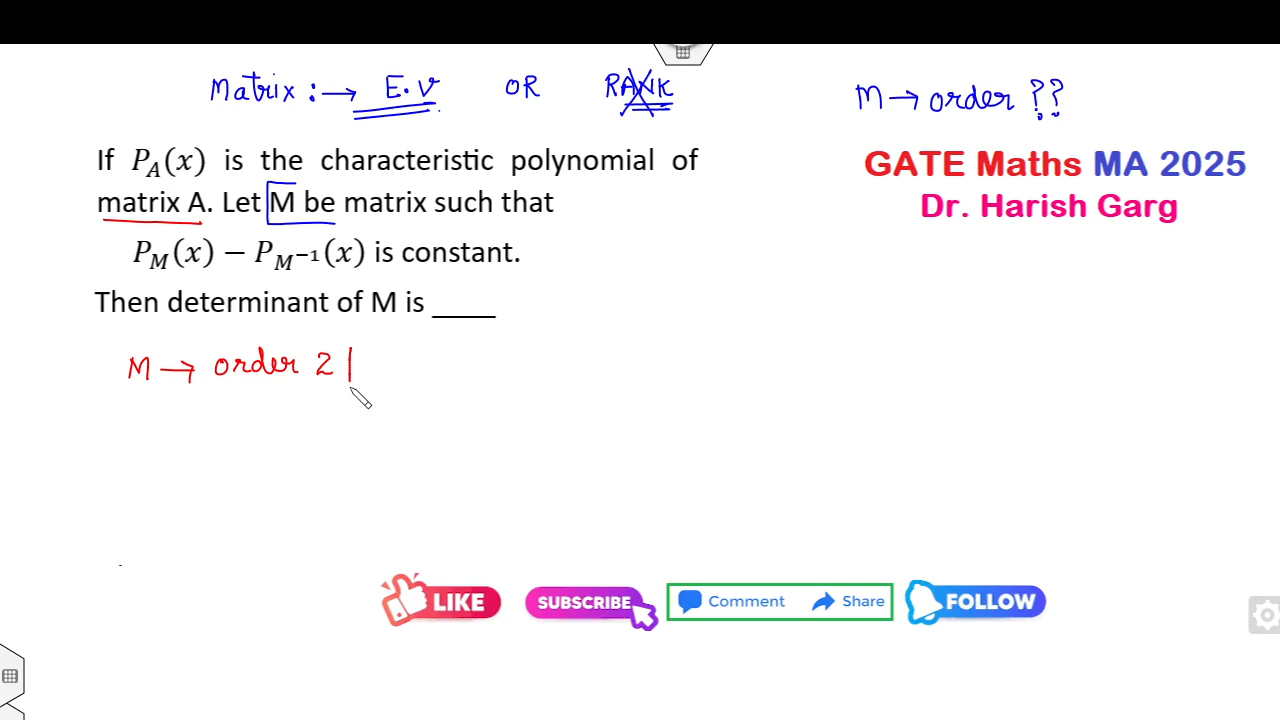 Matrix :→ E.V OR RANK
M → order ??
If P_A(x) is the characteristic polynomial of
matrix A. Let M be matrix such that
P_M(x) − P_{M⁻¹}(x) is constant.
Then determinant of M is ____
GATE Maths MA 2025
Dr. Harish Garg
M → order 2 |
LIKE
SUBSCRIBE
Comment
Share
FOLLOW